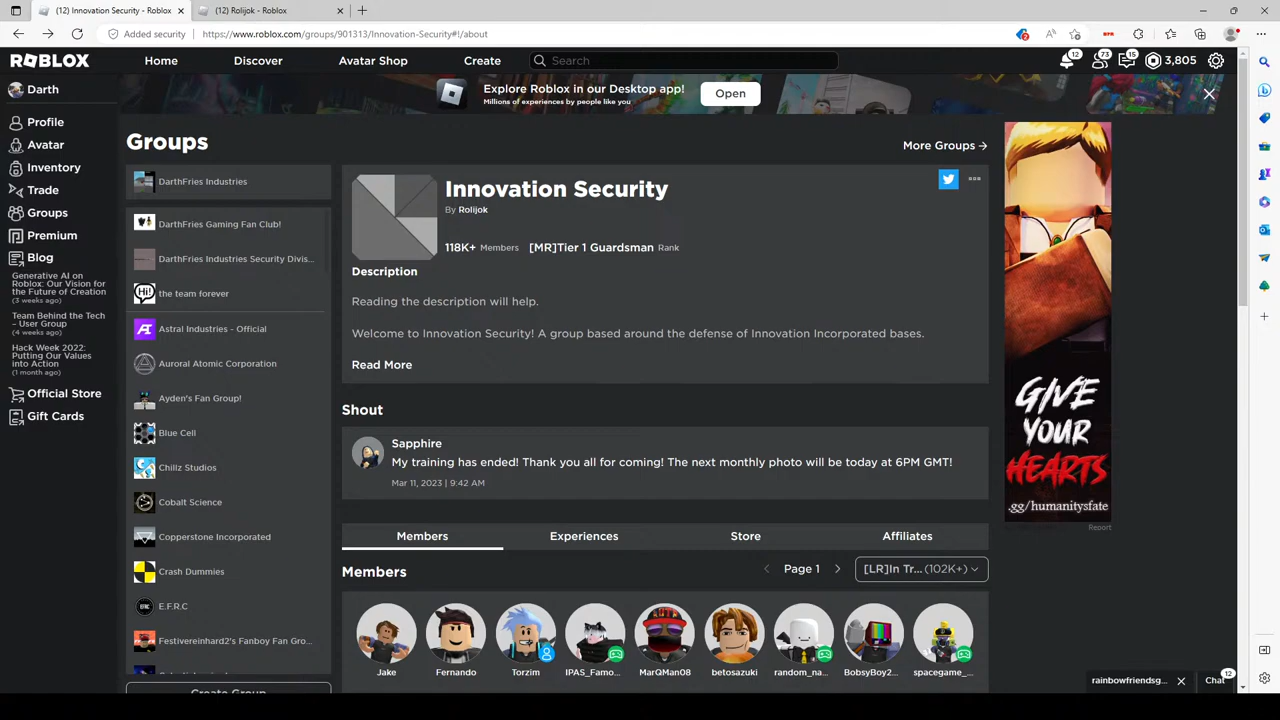 (12) Innovation Security - Roblox
(12) Rolijok - Roblox
Added security
https://www.roblox.com/groups/901313/Innovation-Security#!/about
ROBLOX
Home
Discover
Avatar Shop
Create
Search
12
73
15
3,805
Darth
Profile
Avatar
Inventory
Trade
Groups
Premium
Blog
Generative AI on
Roblox: Our Vision for
the Future of Creation
(3 weeks ago)
Team Behind the Tech
– User Group
(4 weeks ago)
Hack Week 2022:
Putting Our Values
into Action
(1 month ago)
Official Store
Gift Cards
Explore Roblox in our Desktop app!
Millions of experiences by people like you
Open
Groups
More Groups →
DarthFries Industries
DarthFries Gaming Fan Club!
DarthFries Industries Security Divis...
Hi!
the team forever
Astral Industries - Official
Auroral Atomic Corporation
Ayden's Fan Group!
Blue Cell
Chillz Studios
Cobalt Science
Copperstone Incorporated
Crash Dummies
E.F.R.C
Festivereinhard2's Fanboy Fan Gro...
Create Group
Innovation Security
By Rolijok
118K+ Members
[MR]Tier 1 Guardsman Rank
Description
Reading the description will help.
Welcome to Innovation Security! A group based around the defense of Innovation Incorporated bases.
Read More
Shout
Sapphire
My training has ended! Thank you all for coming! The next monthly photo will be today at 6PM GMT!
Mar 11, 2023 | 9:42 AM
Members
Experiences
Store
Affiliates
Members
Page 1
[LR]In Tr... (102K+)
Jake
Fernando
Torzim
IPAS_Famo...
MarQMan08
betosazuki
random_na...
BobsyBoy2...
spacegame_...
GIVE
YOUR
HEARTS
.gg/humanitysfate
Report
rainbowfriendsg...
Chat
12